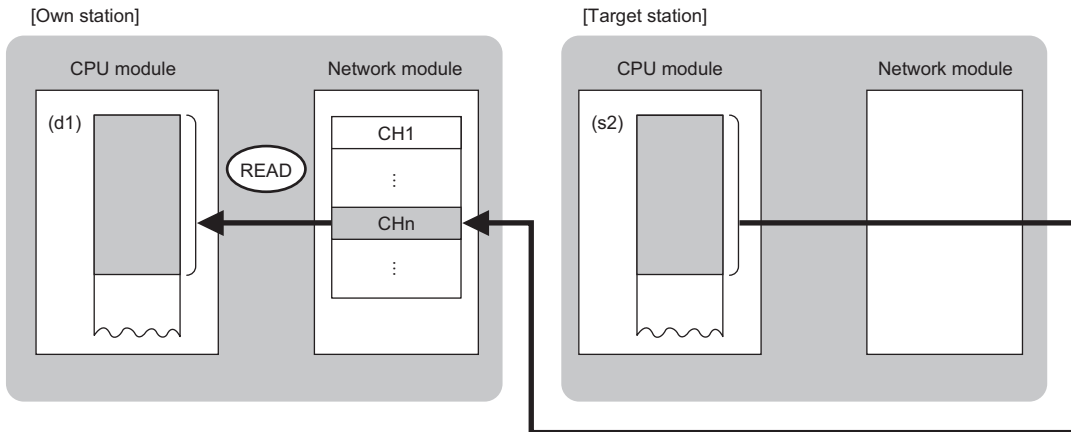 [Own station]
[Target station]
CPU module
Network module
CPU module
Network module
(d1)
CH1
(s2)
READ
⋮
CHn
⋮